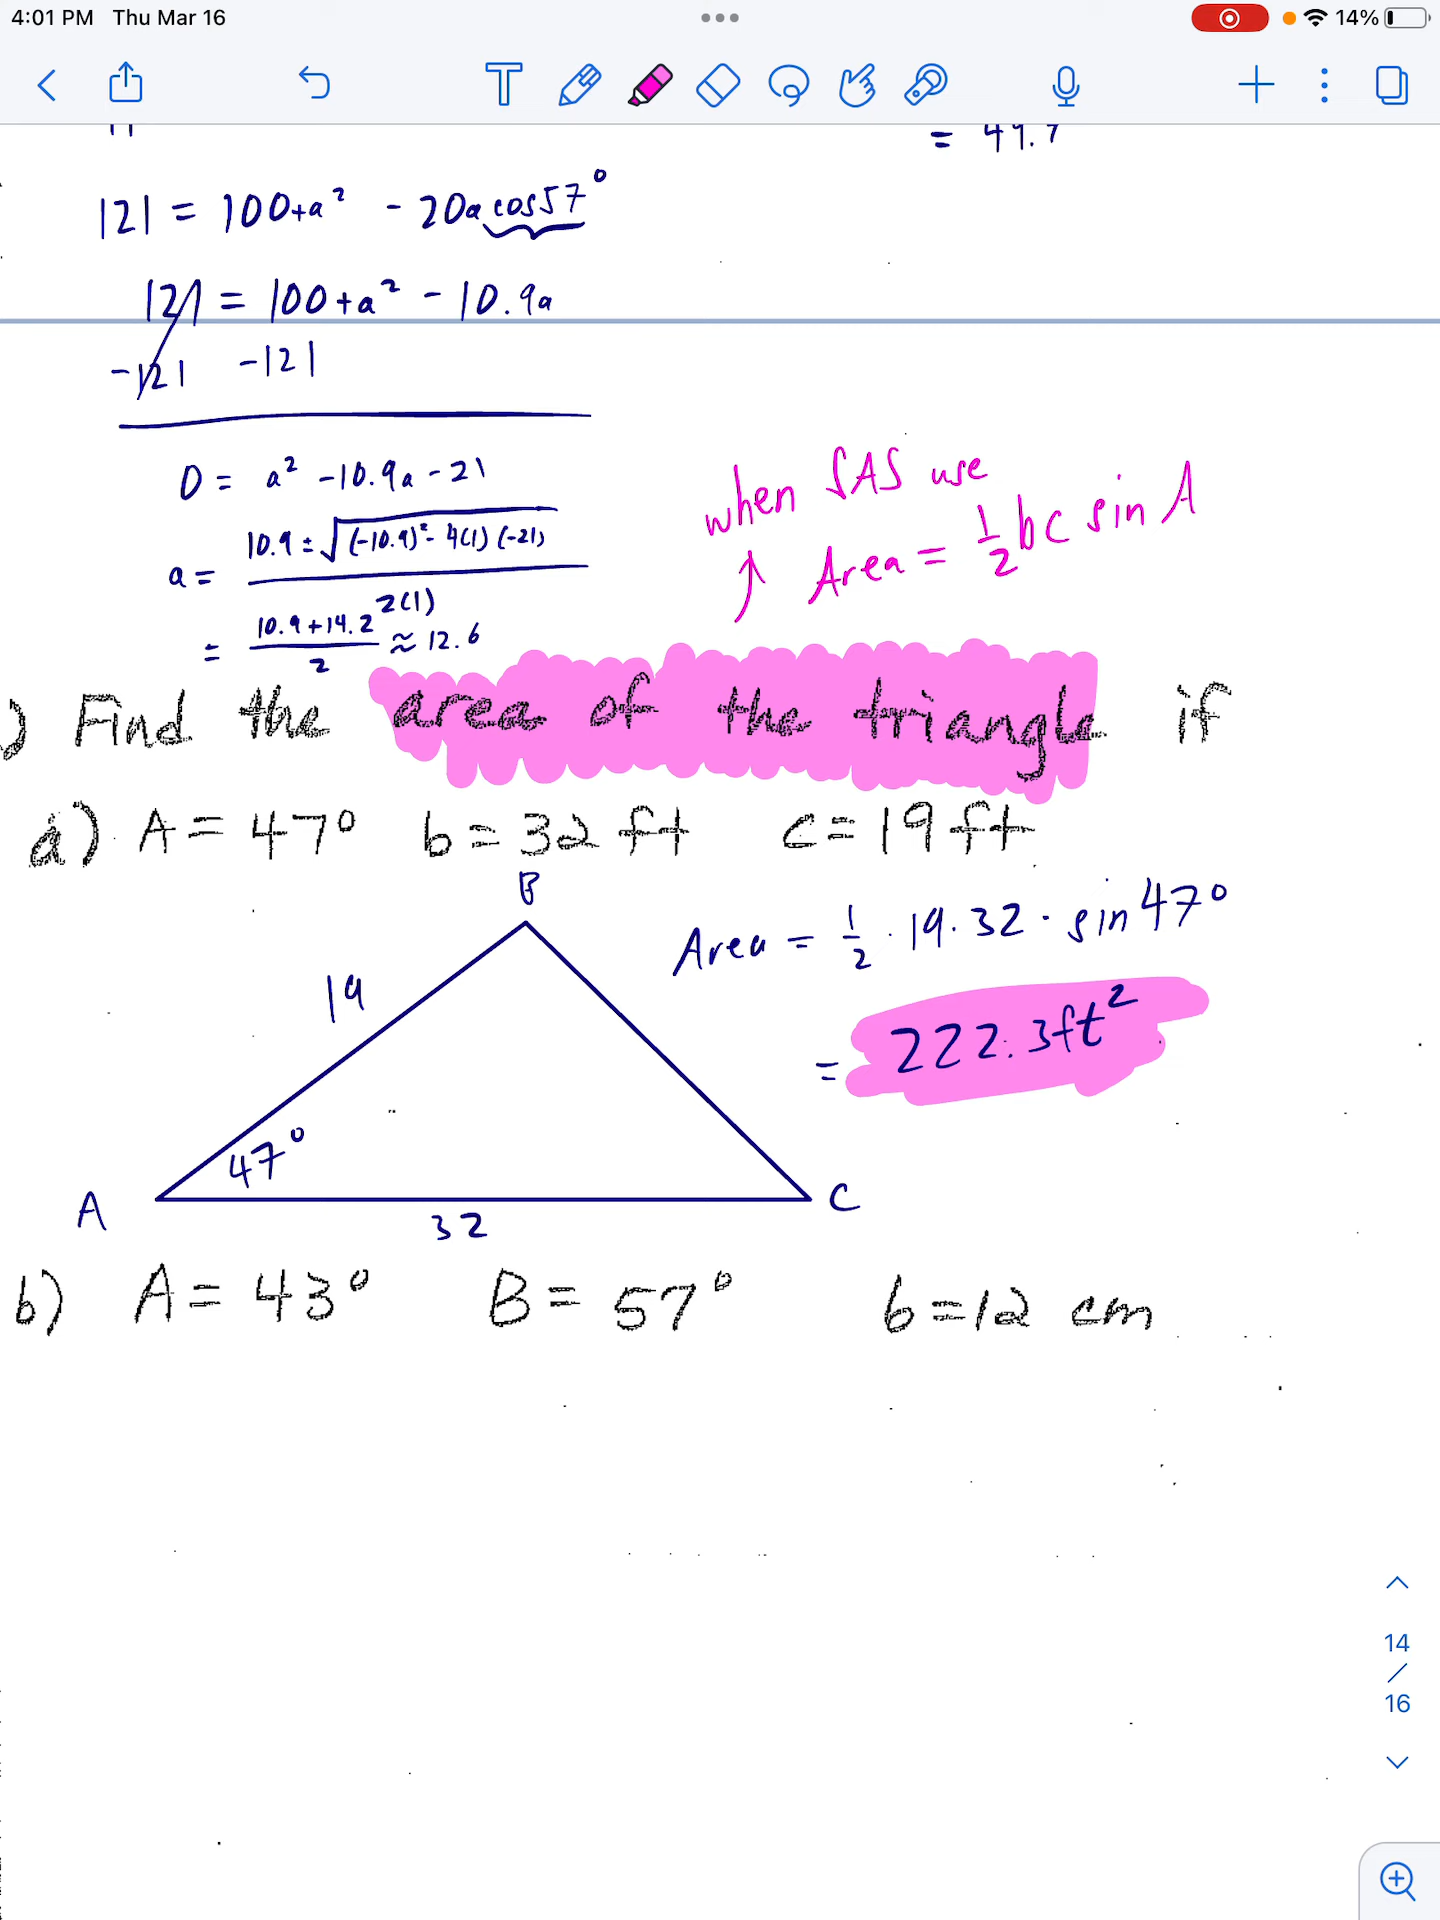 4:01 PM Thu Mar 16
14%
= 49.7
121 = 100+a² - 20a cos57°
121 = 100+a² - 10.9a
-121 -121
0 = a² -10.9a -21
a = 10.9 ± √(-10.9)² - 4(1)(-21)
2(1)
= 10.9+14.2
2
≈ 12.6
when SAS use
↑ Area = 1/2 bc sin A
) Find the area of the triangle if
a) A = 47° b = 32 ft c = 19 ft
B
19
47°
A
32
C
Area = 1/2 · 19 · 32 · sin 47°
= 222.3ft²
b) A = 43° B = 57° b = 12 cm
14
/
16